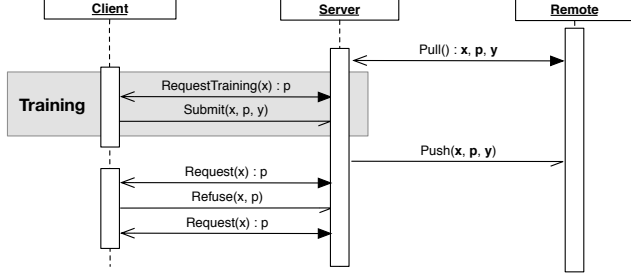 Client
Server
Remote
Pull() : x, p, y
RequestTraining(x) : p
Training
Submit(x, p, y)
Push(x, p, y)
Request(x) : p
Refuse(x, p)
Request(x) : p